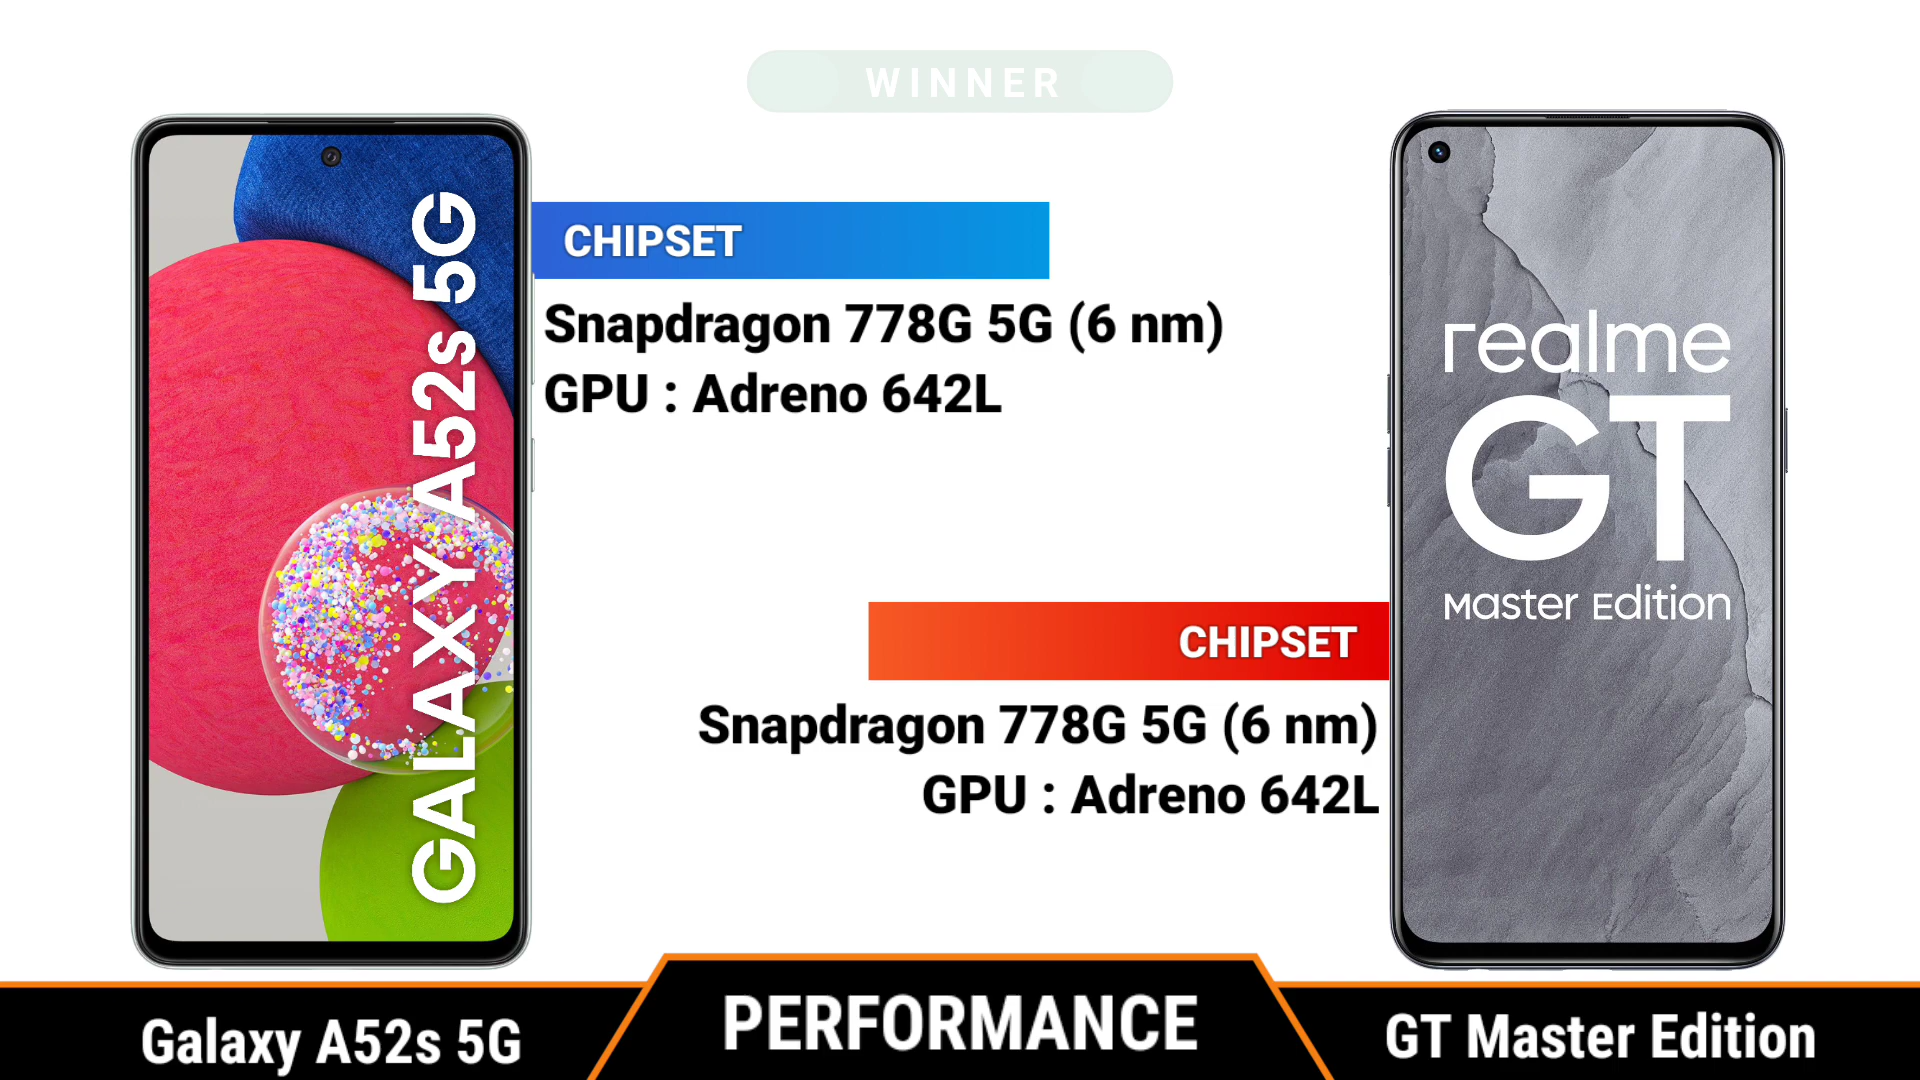 WINNER
GALAXY A52s 5G
CHIPSET
Snapdragon 778G 5G (6 nm)
GPU : Adreno 642L
realme
GT
Master Edition
CHIPSET
Snapdragon 778G 5G (6 nm)
GPU : Adreno 642L
Galaxy A52s 5G
PERFORMANCE
GT Master Edition